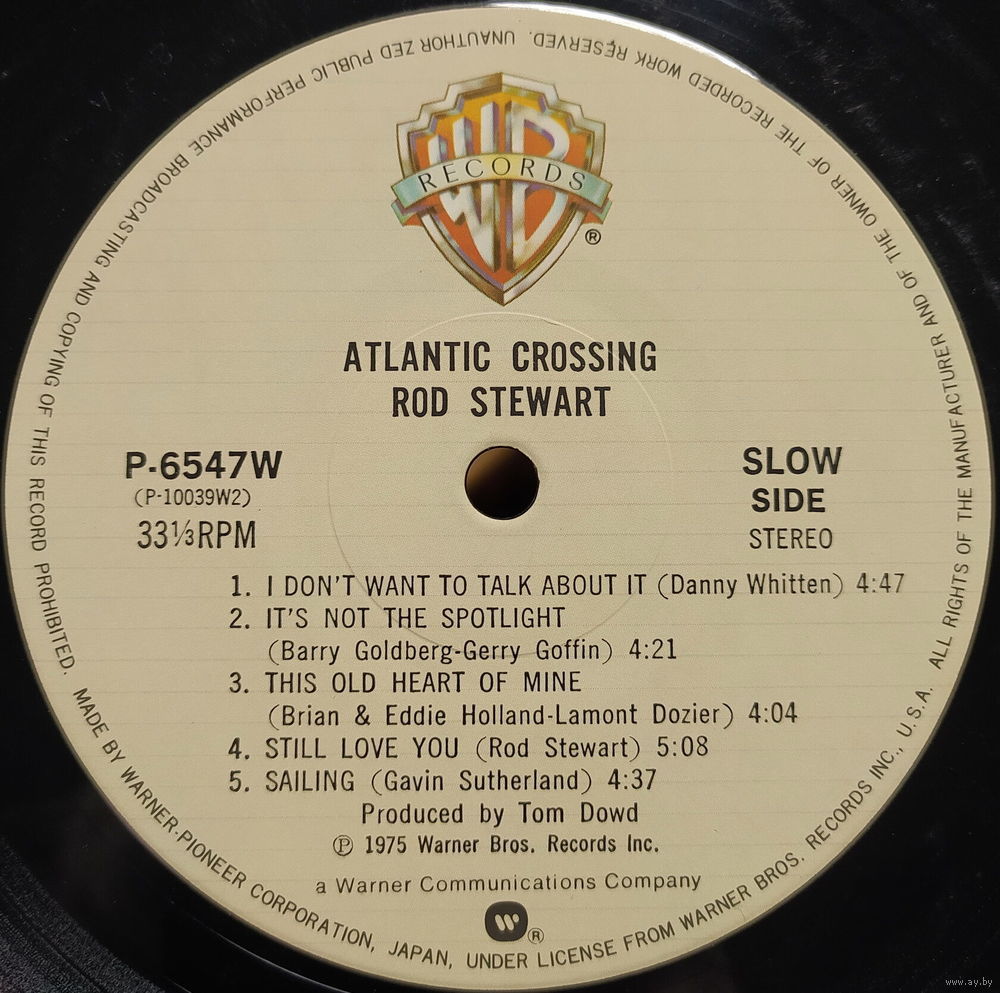 RECORDS
®
ATLANTIC CROSSING
ROD STEWART
P-6547W
(P-10039W2)
33⅓RPM
SLOW
SIDE
STEREO
1. I DON'T WANT TO TALK ABOUT IT (Danny Whitten) 4:47
2. IT'S NOT THE SPOTLIGHT
(Barry Goldberg-Gerry Goffin) 4:21
3. THIS OLD HEART OF MINE
(Brian & Eddie Holland-Lamont Dozier) 4:04
4. STILL LOVE YOU (Rod Stewart) 5:08
5. SAILING (Gavin Sutherland) 4:37
Produced by Tom Dowd
℗ 1975 Warner Bros. Records Inc.
a Warner Communications Company
®
MADE BY WARNER-PIONEER CORPORATION, JAPAN, UNDER LICENSE FROM WARNER BROS. RECORDS INC., U.S.A. ALL RIGHTS OF THE MANUFACTURER AND OF THE OWNER OF THE RECORDED WORK RESERVED. UNAUTHOR ZED PUBLIC PERFORMANCE BROADCASTING AND COPYING OF THIS RECORD PROHIBITED.
www.ay.by